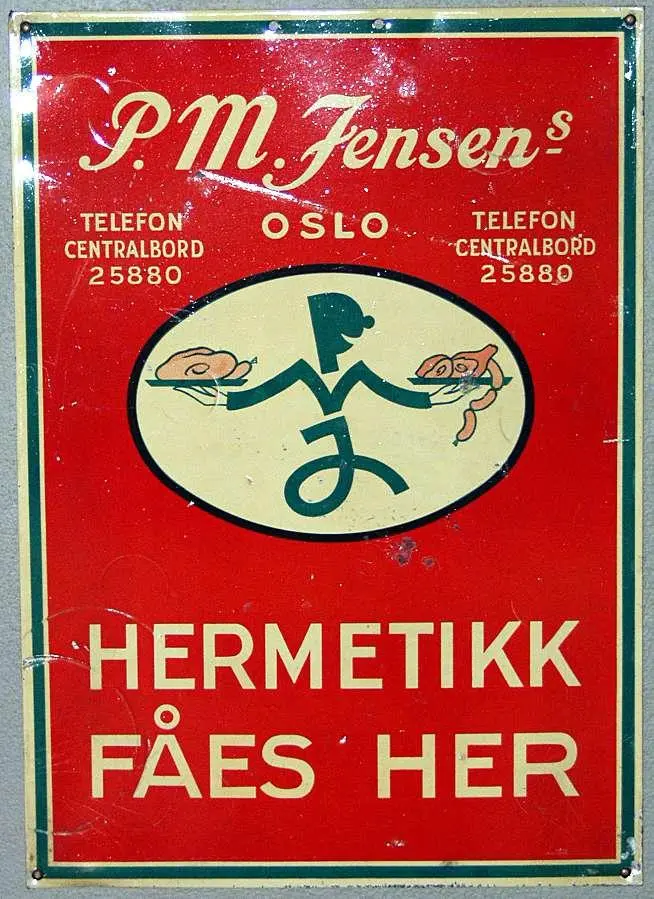 P. M. Jensens
OSLO
TELEFON
CENTRALBORD
25880
TELEFON
CENTRALBORD
25880
HERMETIKK
FÅES HER